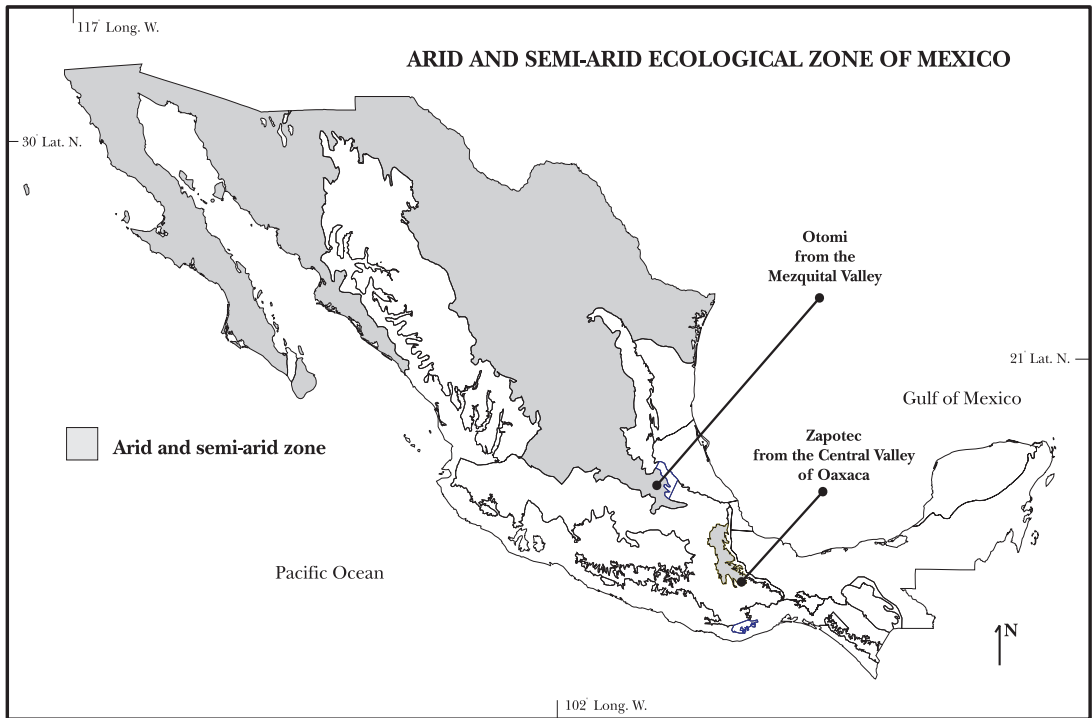 117° Long. W.
ARID AND SEMI-ARID ECOLOGICAL ZONE OF MEXICO
30° Lat. N.
Otomi
from the
Mezquital Valley
21° Lat. N.
Gulf of Mexico
Zapotec
from the Central Valley
of Oaxaca
Arid and semi-arid zone
Pacific Ocean
N
102° Long. W.